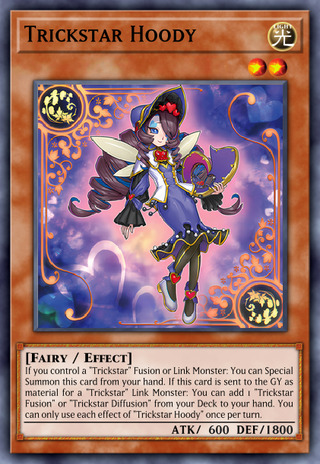 Trickstar Hoody
LIGHT
光
[Fairy / Effect]
If you control a "Trickstar" Fusion or Link Monster: You can Special
Summon this card from your hand. If this card is sent to the GY as
material for a "Trickstar" Link Monster: You can add 1 "Trickstar
Fusion" or "Trickstar Diffusion" from your Deck to your hand. You
can only use each effect of "Trickstar Hoody" once per turn.
ATK/ 600 DEF/1800